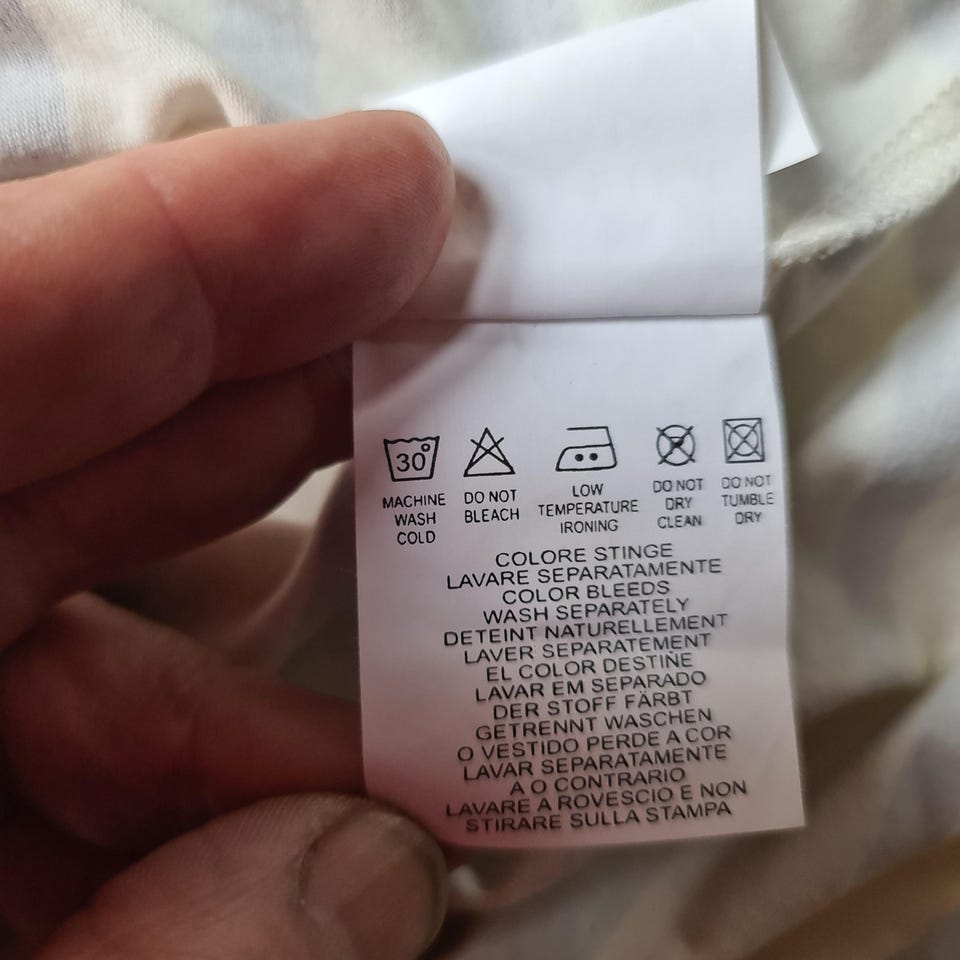 30°
MACHINE
WASH
COLD
DO NOT
BLEACH
LOW
TEMPERATURE
IRONING
DO NOT
DRY
CLEAN
DO NOT
TUMBLE
DRY
COLORE STINGE
LAVARE SEPARATAMENTE
COLOR BLEEDS
WASH SEPARATELY
DETEINT NATURELLEMENT
LAVER SEPARATEMENT
EL COLOR DESTIÑE
LAVAR EM SEPARADO
DER STOFF FÄRBT
GETRENNT WASCHEN
O VESTIDO PERDE A COR
LAVAR SEPARATAMENTE
A O CONTRARIO
LAVARE A ROVESCIO E NON
STIRARE SULLA STAMPA